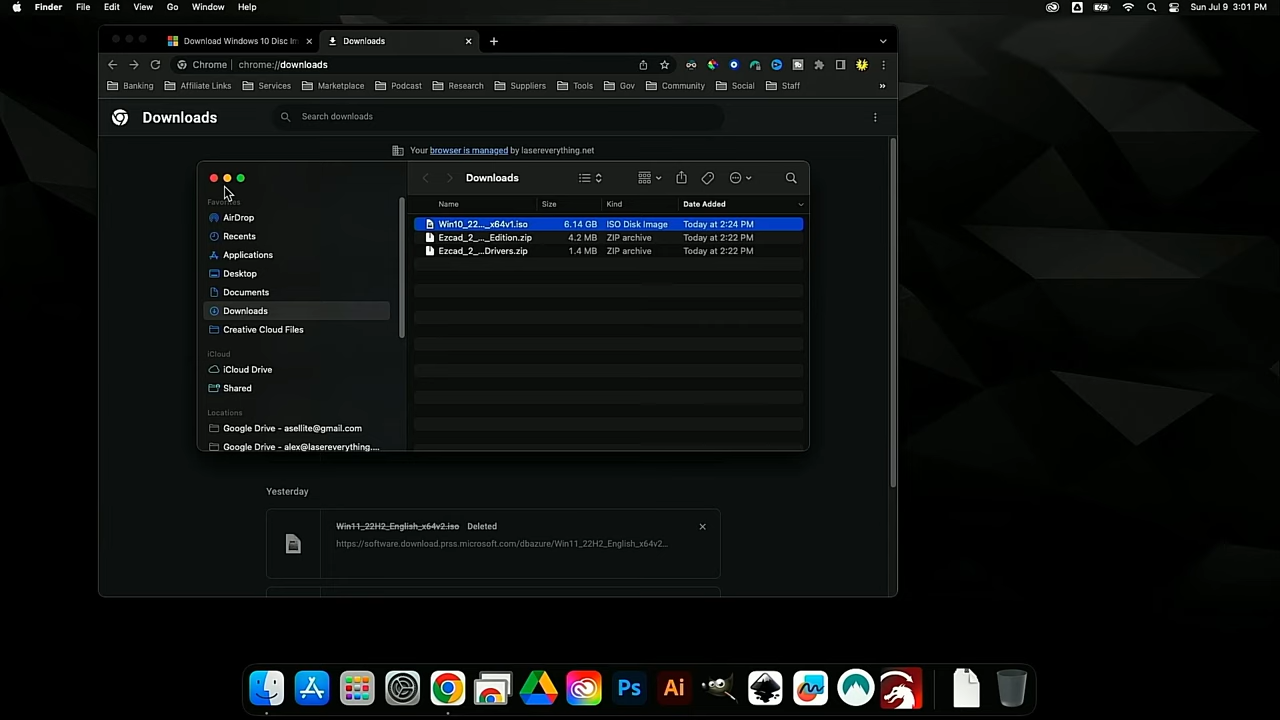 Finder File Edit View Go Window Help Sun Jul 9 3:01 PM
Download Windows 10 Disc Im Downloads
Chrome chrome://downloads
Banking Affiliate Links Services Marketplace Podcast Research Suppliers Tools Gov Community Social Staff »
Downloads Search downloads
Your browser is managed by lasereverything.net
Downloads
Favorites
Name Size Kind Date Added
AirDrop
Win10_22..._x64v1.iso 6.14 GB ISO Disk Image Today at 2:24 PM
Recents
Ezcad_2_..._Edition.zip 4.2 MB ZIP archive Today at 2:22 PM
Ezcad_2_...Drivers.zip 1.4 MB ZIP archive Today at 2:22 PM
Applications
Desktop
Documents
Downloads
Creative Cloud Files
iCloud
iCloud Drive
Shared
Locations
Google Drive - asellite@gmail.com
Google Drive - alex@lasereverything....
Yesterday
Win11_22H2_English_x64v2.iso Deleted
https://software.download.prss.microsoft.com/dbazure/Win11_22H2_English_x64v2...
Ps Ai